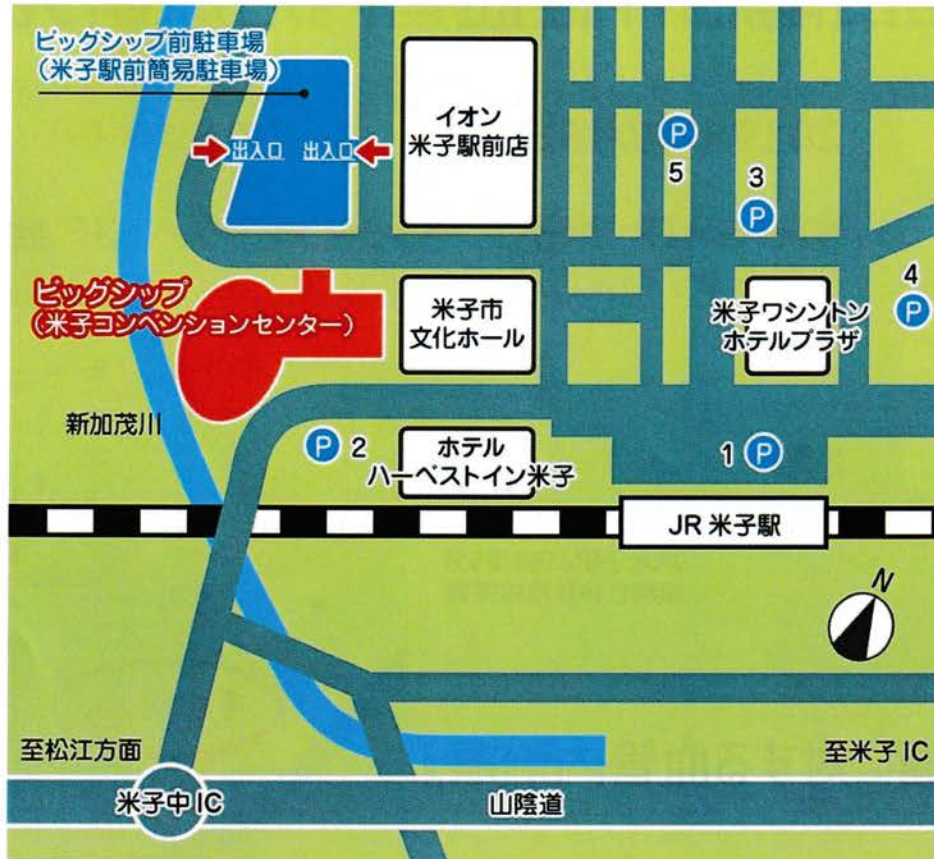 ビッグシップ前駐車場
（米子駅前簡易駐車場）
出入口 出入口
イオン
米子駅前店
P
5
3
P
4
P
ビッグシップ
（米子コンベンションセンター）
米子市
文化ホール
米子ワシントン
ホテルプラザ
新加茂川
P 2
ホテル
ハーベストイン米子
1 P
JR 米子駅
N
至松江方面
至米子 IC
米子中 IC
山陰道